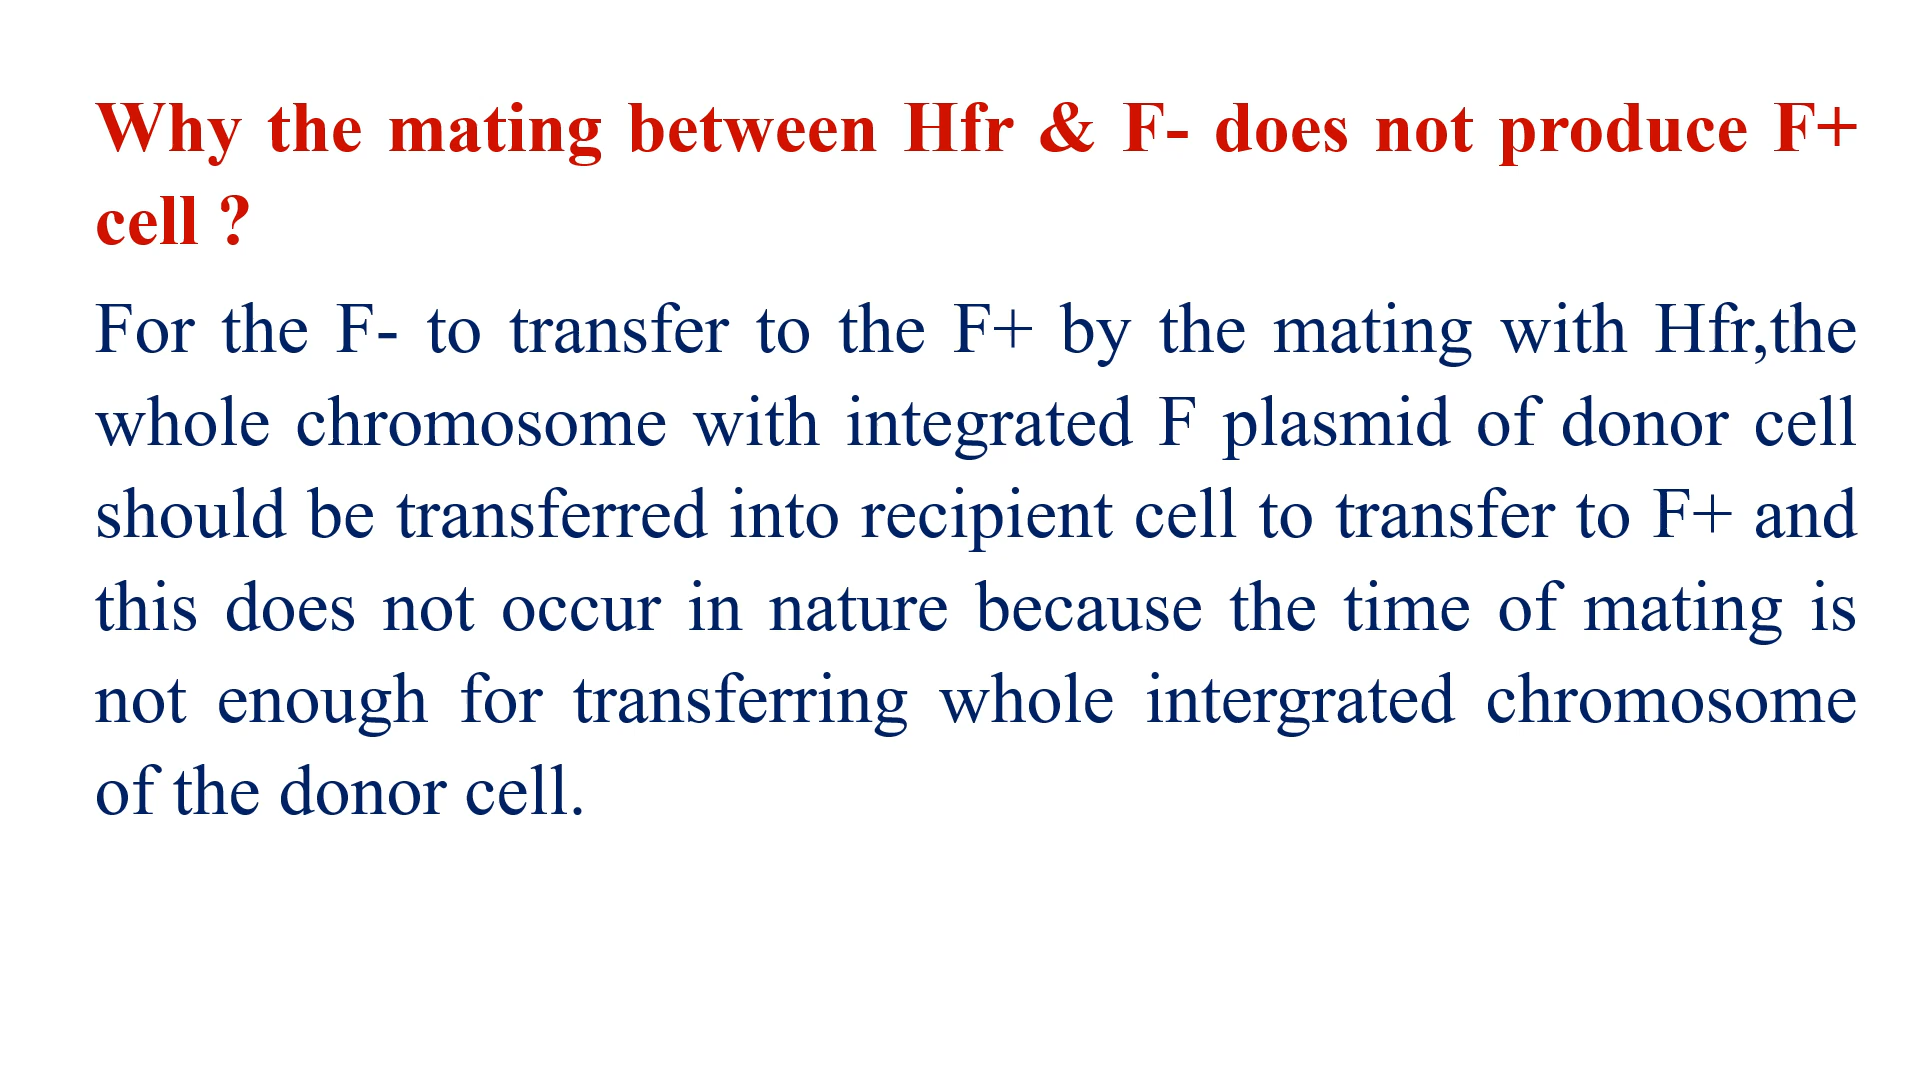 Why the mating between Hfr & F- does not produce F+
cell ?
For the F- to transfer to the F+ by the mating with Hfr,the
whole chromosome with integrated F plasmid of donor cell
should be transferred into recipient cell to transfer to F+ and
this does not occur in nature because the time of mating is
not enough for transferring whole intergrated chromosome
of the donor cell.